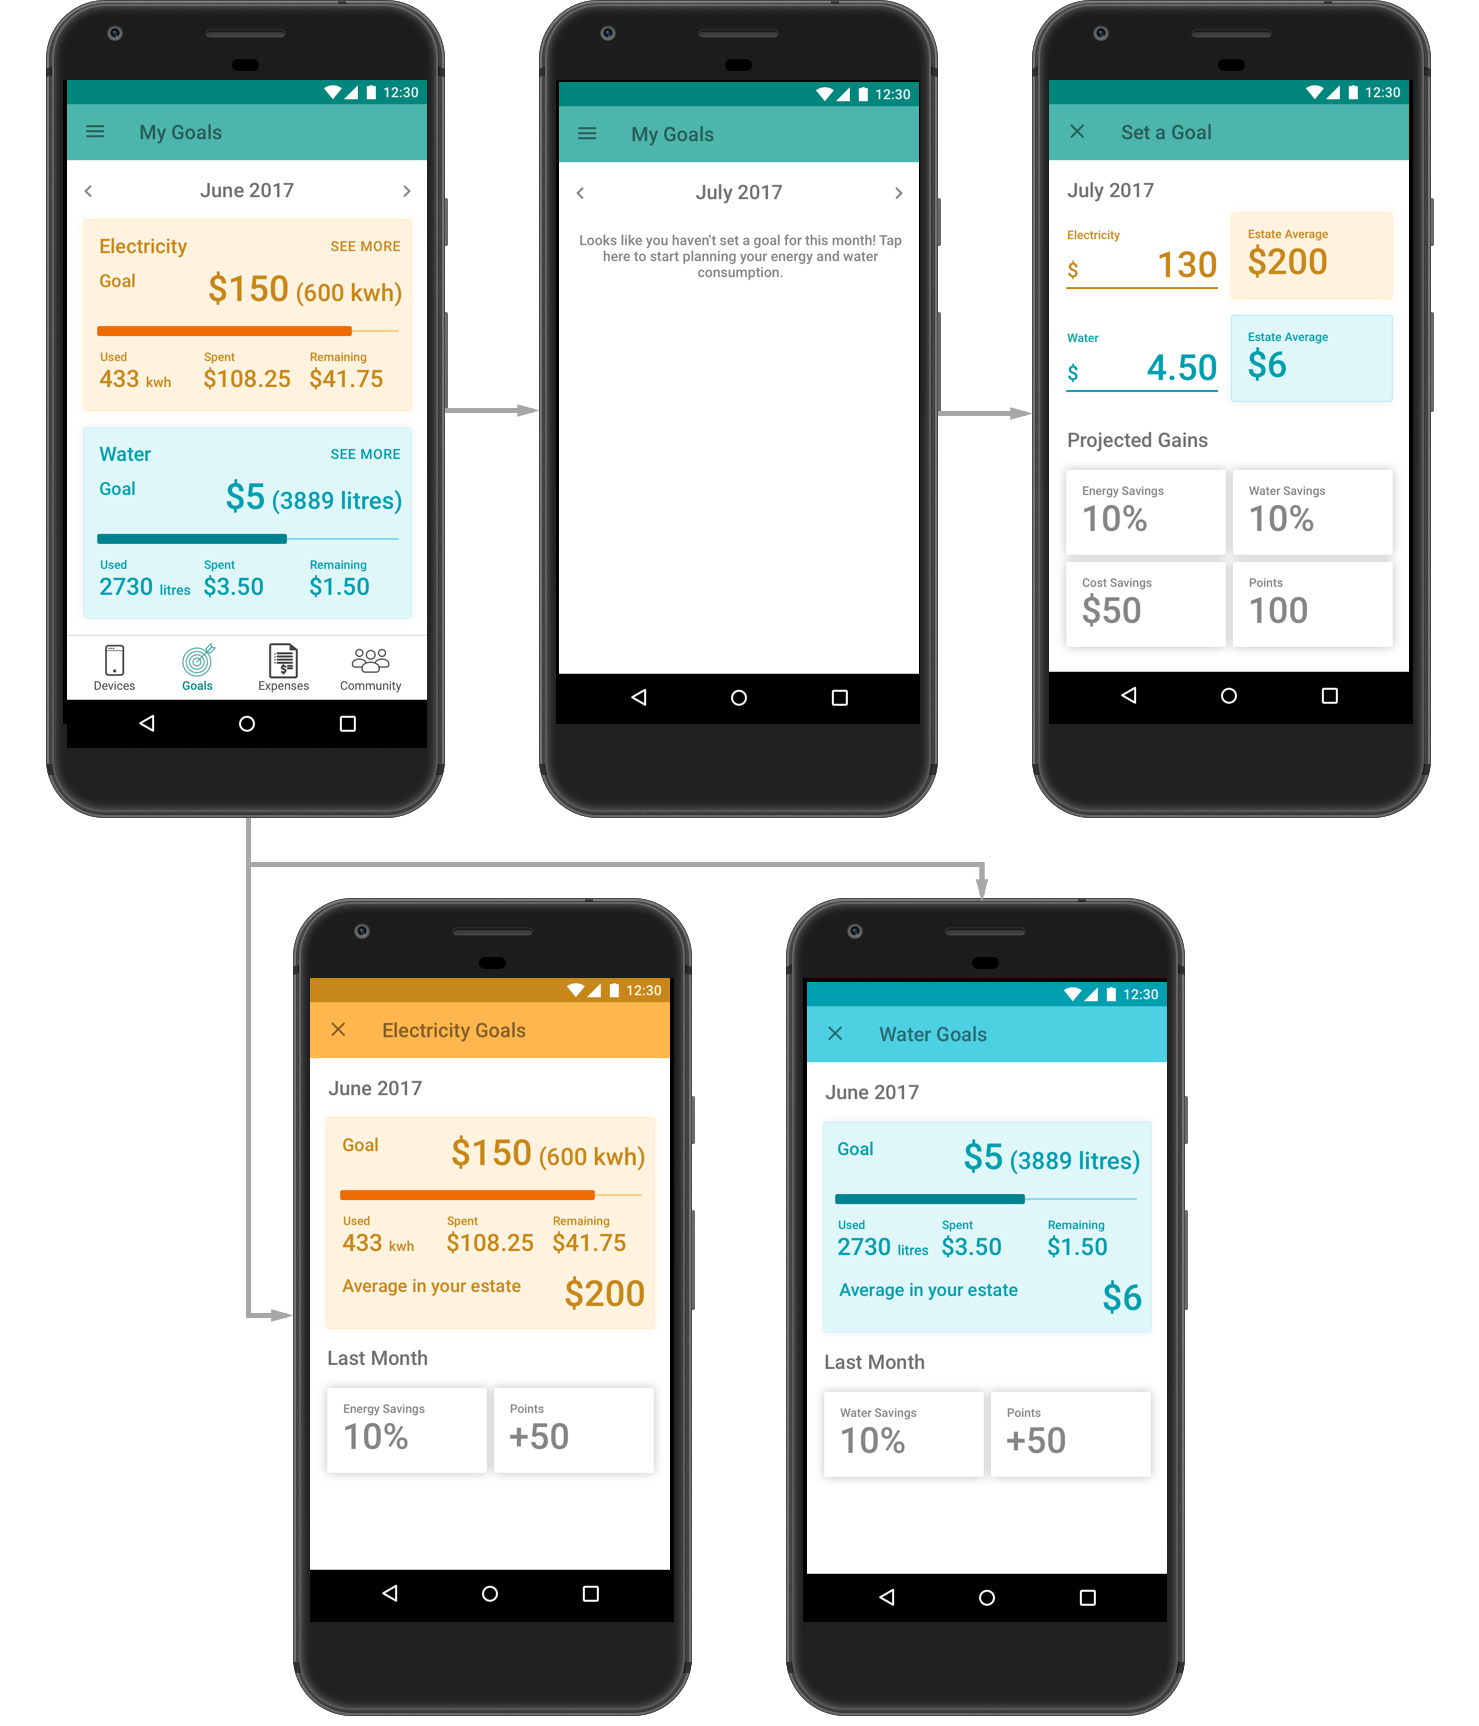 12:30
My Goals
June 2017
Electricity SEE MORE
Goal $150 (600 kwh)
Used Spent Remaining
433 kwh $108.25 $41.75
Water SEE MORE
Goal $5 (3889 litres)
Used Spent Remaining
2730 litres $3.50 $1.50
Devices Goals Expenses Community
12:30
My Goals
July 2017
Looks like you haven't set a goal for this month! Tap
here to start planning your energy and water
consumption.
12:30
Set a Goal
July 2017
Electricity
$ 130
Estate Average
$200
Water
$ 4.50
Estate Average
$6
Projected Gains
Energy Savings
10%
Water Savings
10%
Cost Savings
$50
Points
100
12:30
Electricity Goals
June 2017
Goal $150 (600 kwh)
Used Spent Remaining
433 kwh $108.25 $41.75
Average in your estate $200
Last Month
Energy Savings
10%
Points
+50
12:30
Water Goals
June 2017
Goal $5 (3889 litres)
Used Spent Remaining
2730 litres $3.50 $1.50
Average in your estate $6
Last Month
Water Savings
10%
Points
+50